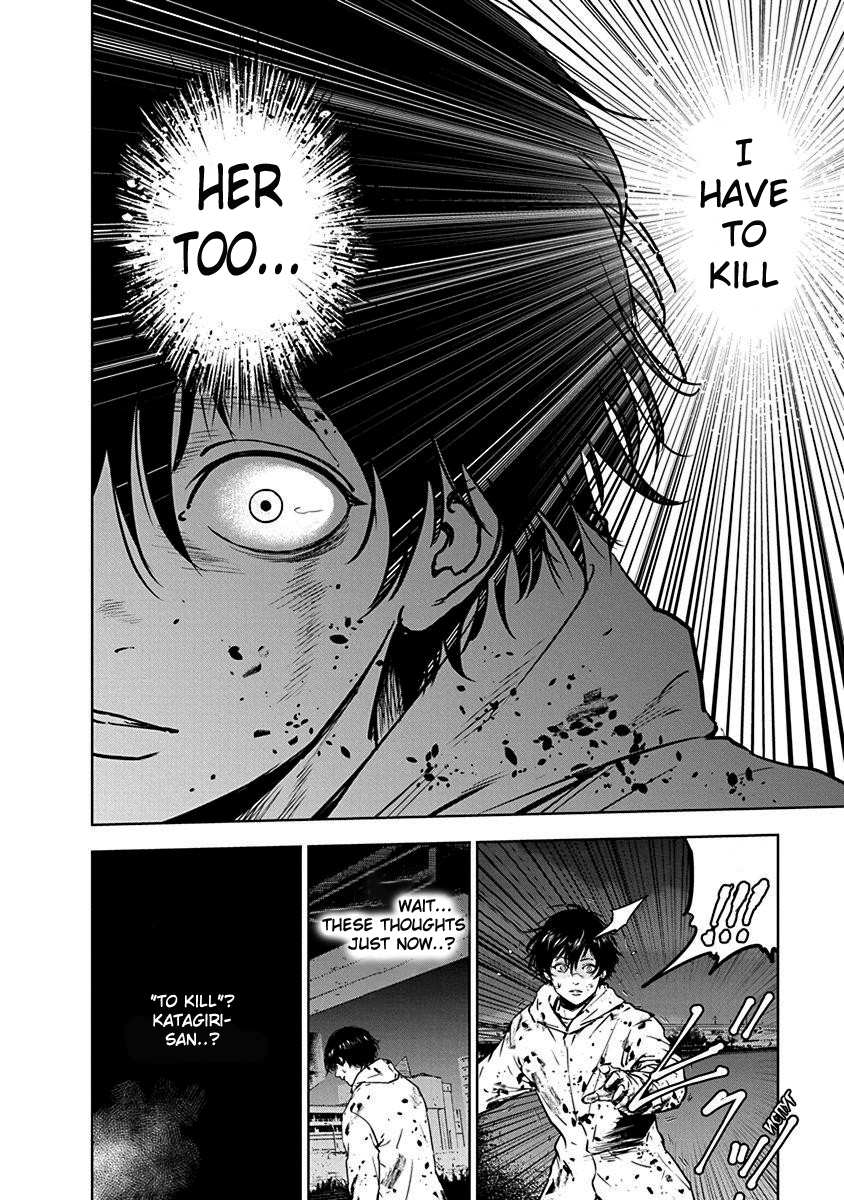 I
HAVE
TO
KILL
HER
TOO...
!!!!
WAIT...
THESE THOUGHTS
JUST NOW..?
"TO KILL"?
KATAGIRI-
SAN..?